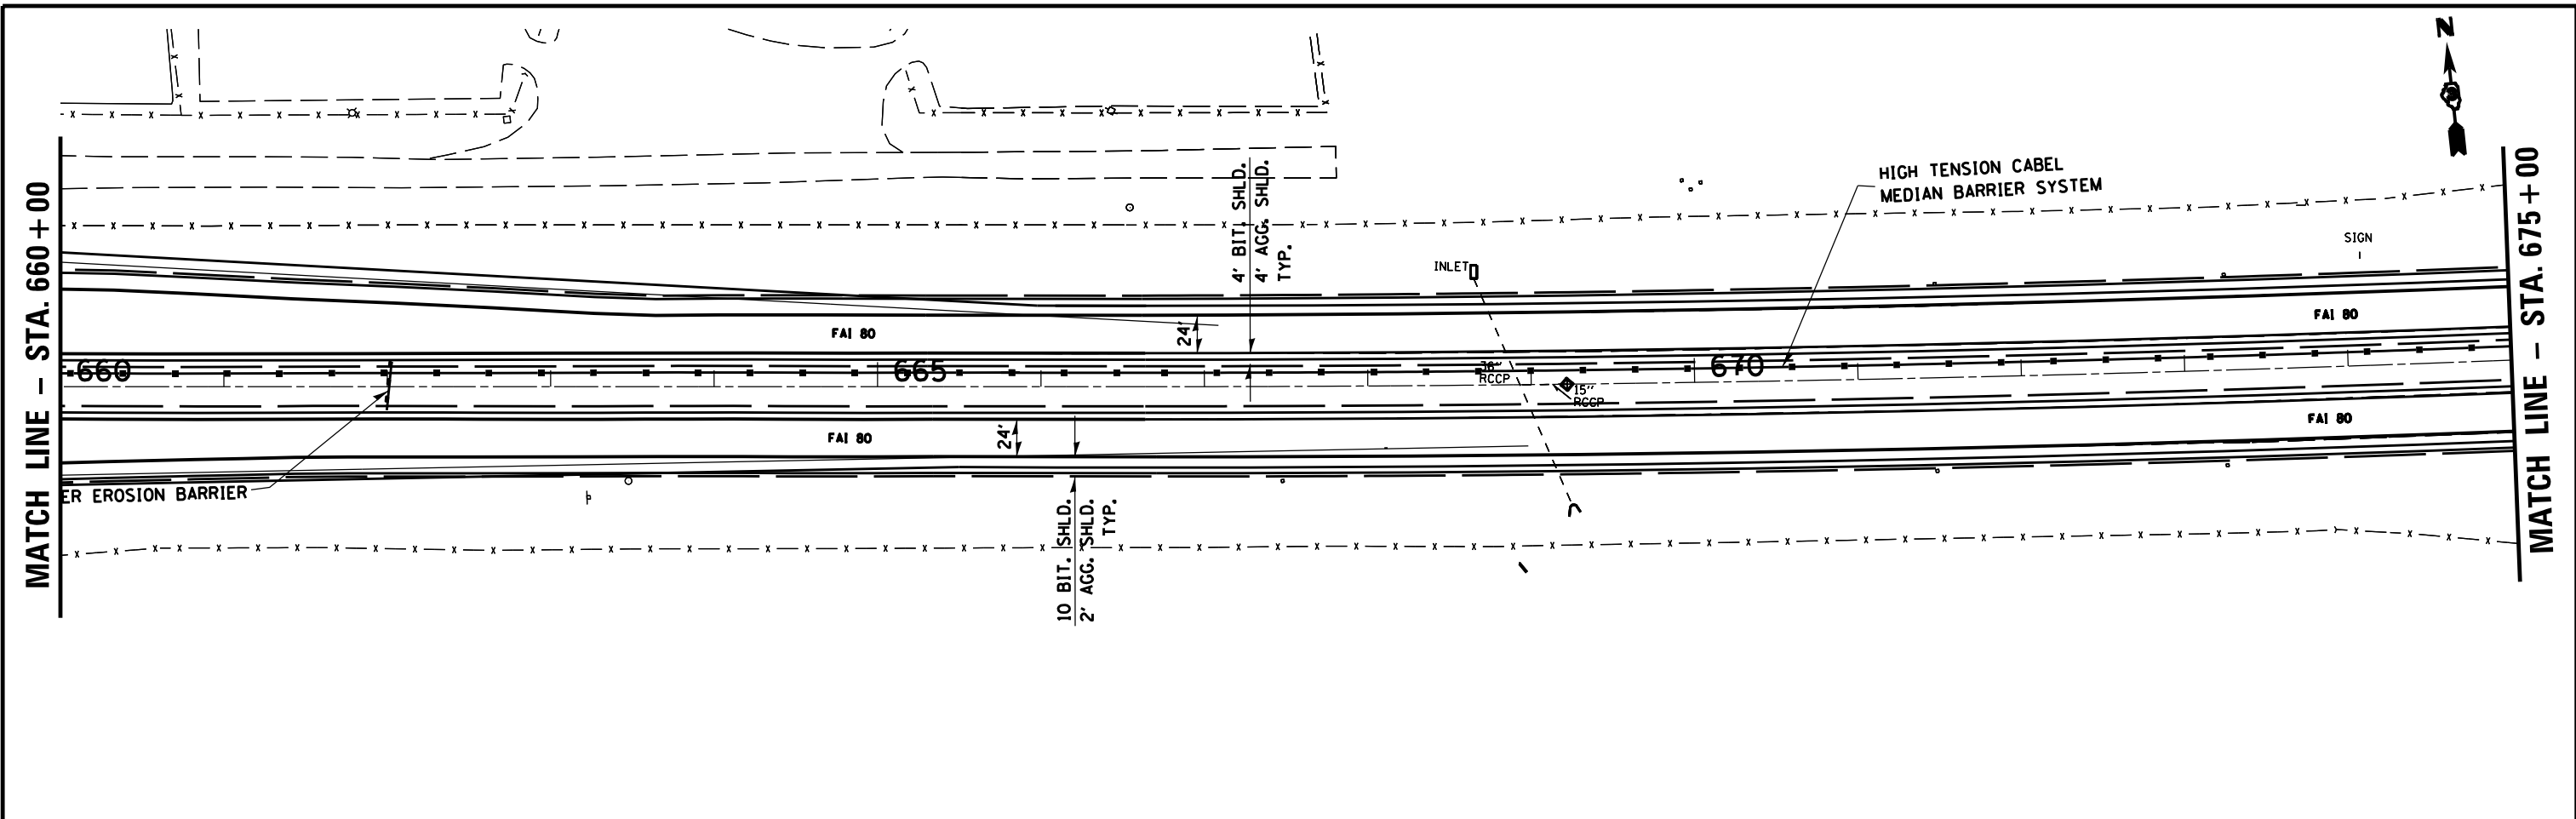 N
MATCH LINE - STA. 660+00
4' BIT. SHLD.
4' AGG. SHLD.
TYP.
HIGH TENSION CABEL
MEDIAN BARRIER SYSTEM
MATCH LINE - STA. 675+00
SIGN
INLET
FAI 80
FAI 80
24'
660
665
670
RCCP
15"
RCCP
24'
FAI 80
FAI 80
ER EROSION BARRIER
10 BIT. SHLD.
2' AGG. SHLD.
TYP.